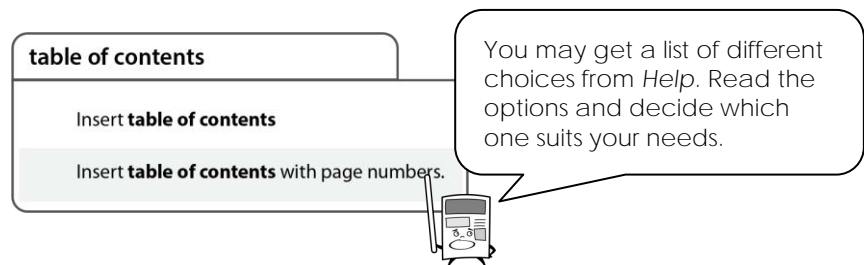 table of contents
Insert table of contents
Insert table of contents with page numbers.
You may get a list of different
choices from Help. Read the
options and decide which
one suits your needs.